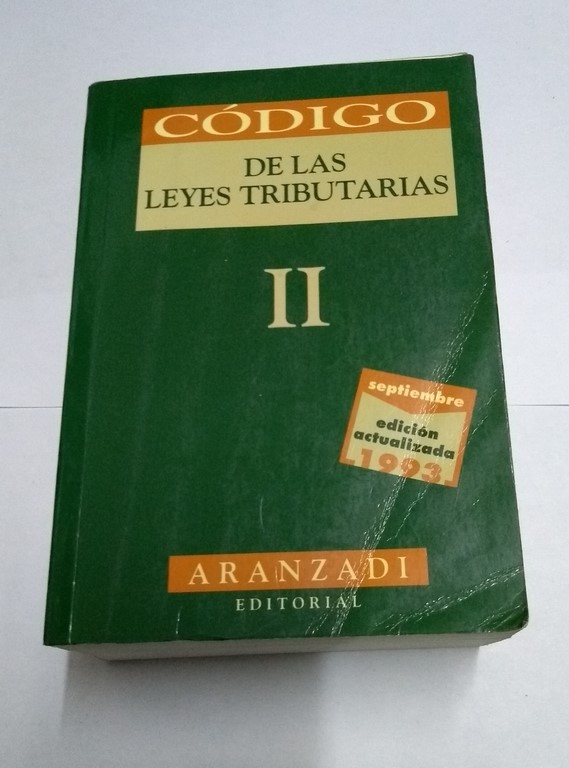 CÓDIGO
DE LAS
LEYES TRIBUTARIAS
II
septiembre
edición
actualizada
1993
ARANZADI
EDITORIAL